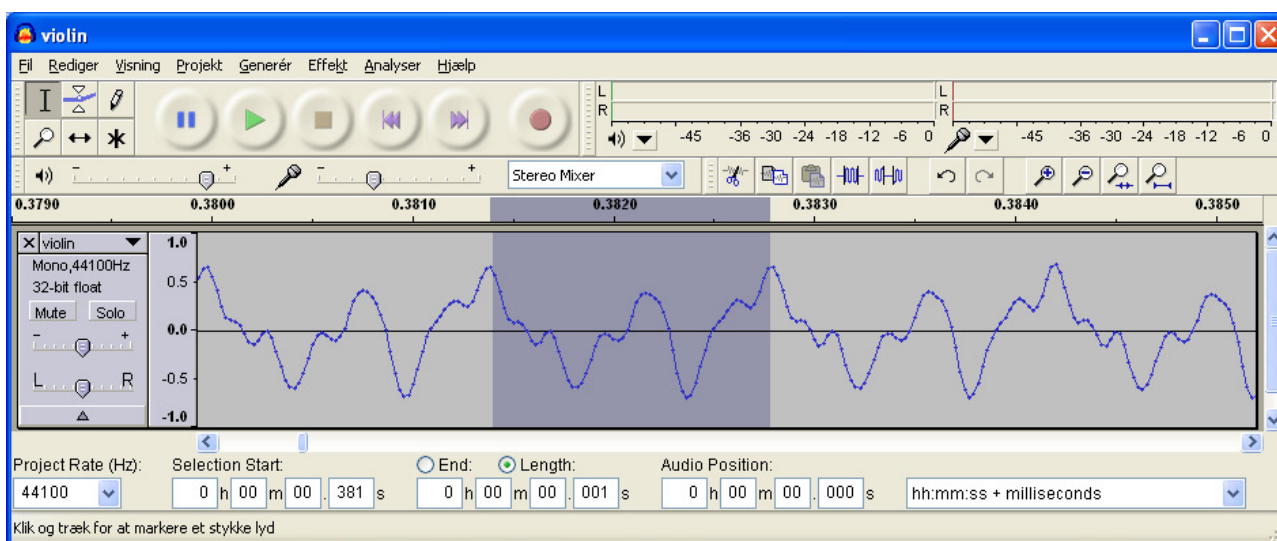 violin
Fil Rediger Visning Projekt Generér Effekt Analyser Hjælp
L
R
-45 -36 -30 -24 -18 -12 -6 0
L
R
-45 -36 -30 -24 -18 -12 -6 0
- + - + Stereo Mixer
0.3790 0.3800 0.3810 0.3820 0.3830 0.3840 0.3850
violin
Mono,44100Hz
32-bit float
Mute Solo
- +
L R
1.0
0.5
0.0
-0.5
-1.0
Project Rate (Hz): Selection Start: End: Length: Audio Position:
44100 0 h 00 m 00 . 381 s 0 h 00 m 00 . 001 s 0 h 00 m 00 . 000 s hh:mm:ss + milliseconds
Klik og træk for at markere et stykke lyd